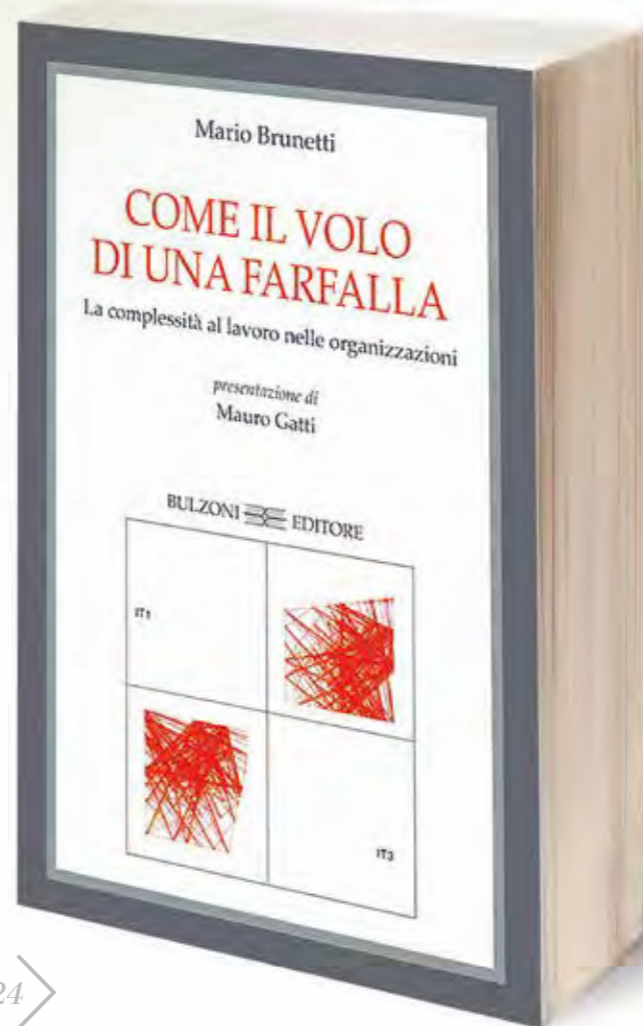 Mario Brunetti
COME IL VOLO
DI UNA FARFALLA
La complessità al lavoro nelle organizzazioni
presentazione di
Mauro Gatti
BULZONI EDITORE
IT1
IT3
24